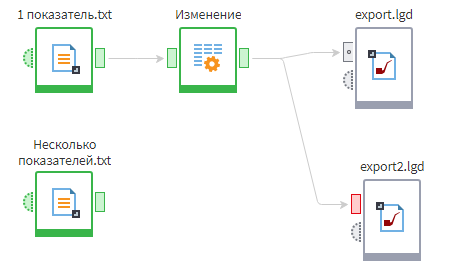 1 показатель.txt
Изменение
export.lgd
Несколько
показателей.txt
export2.lgd